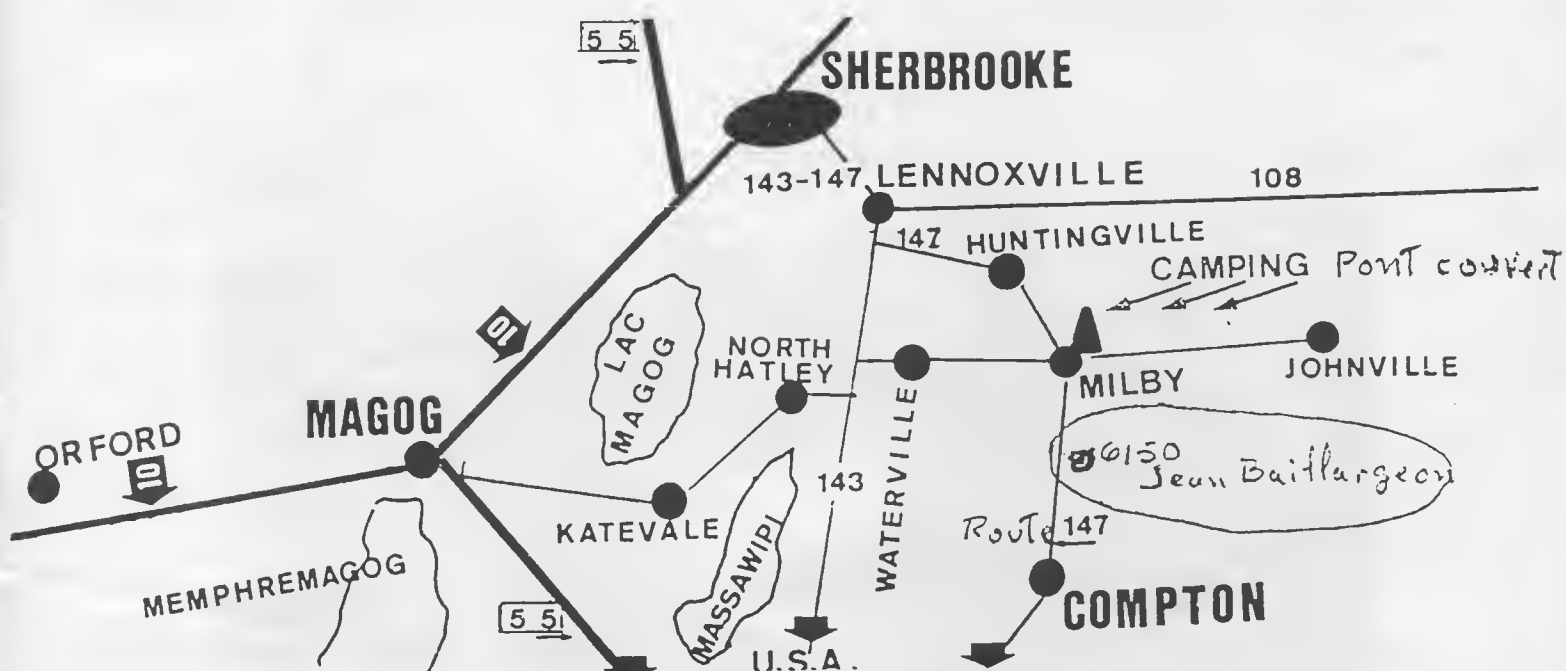 55
SHERBROOKE
143-147 LENNOXVILLE 108
147 HUNTINGVILLE
CAMPING Pont couvert
10
LAC
MAGOG
NORTH
HATLEY
JOHNVILLE
MILBY
MAGOG
ORFORD
10
6150
Jean Baillargeon
WATERVILLE
143
KATEVALE
Route 147
MASSAWIPI
MEMPHREMAGOG
COMPTON
55
U.S.A.